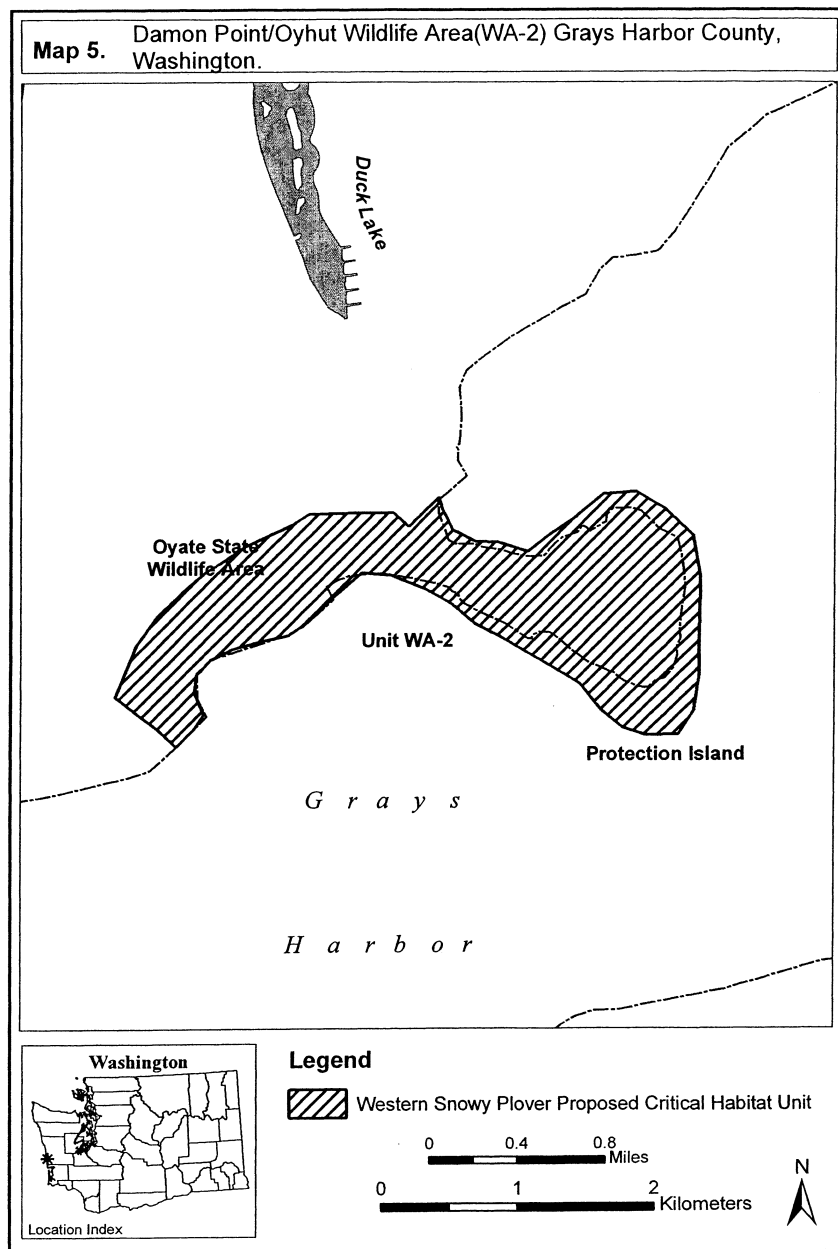 Map 5. Damon Point/Oyhut Wildlife Area(WA-2) Grays Harbor County,
Washington.
Duck Lake
Oyate State
Wildlife Area
Unit WA-2
Protection Island
Grays
Harbor
Washington
Location Index
Legend
Western Snowy Plover Proposed Critical Habitat Unit
0 0.4 0.8
Miles
0 1 2
Kilometers
N